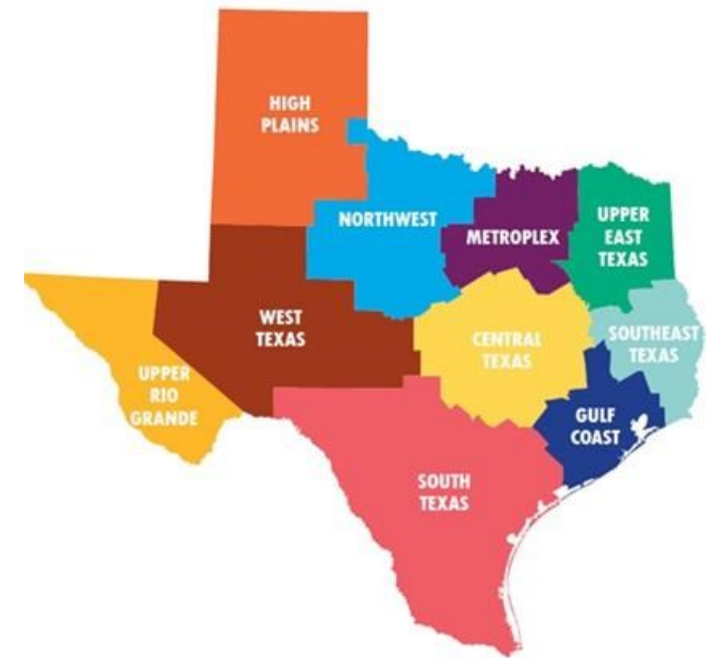 HIGH
PLAINS
NORTHWEST
METROPLEX
UPPER
EAST
TEXAS
WEST
TEXAS
CENTRAL
TEXAS
SOUTHEAST
TEXAS
UPPER
RIO
GRANDE
GULF
COAST
SOUTH
TEXAS